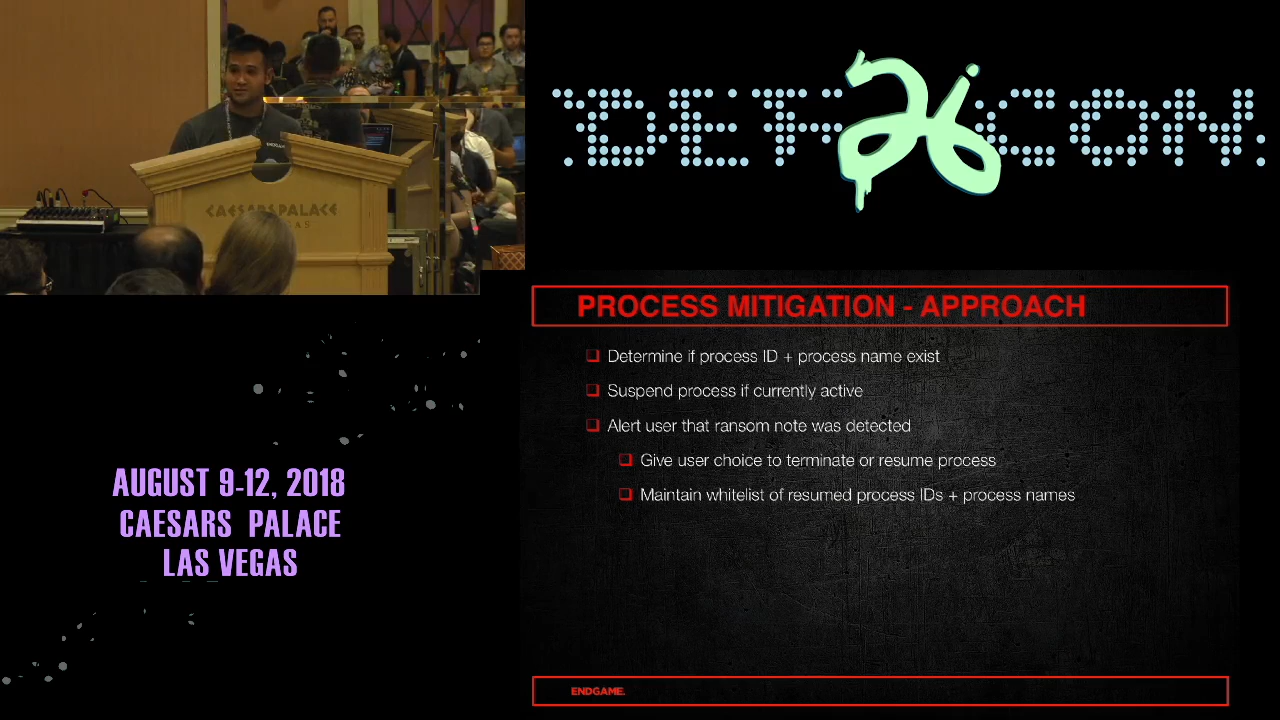 DEF 26 CON
CAESARS PALACE
PROCESS MITIGATION - APPROACH
Determine if process ID + process name exist
Suspend process if currently active
Alert user that ransom note was detected
Give user choice to terminate or resume process
Maintain whitelist of resumed process IDs + process names
AUGUST 9-12, 2018
CAESARS PALACE
LAS VEGAS
ENDGAME.